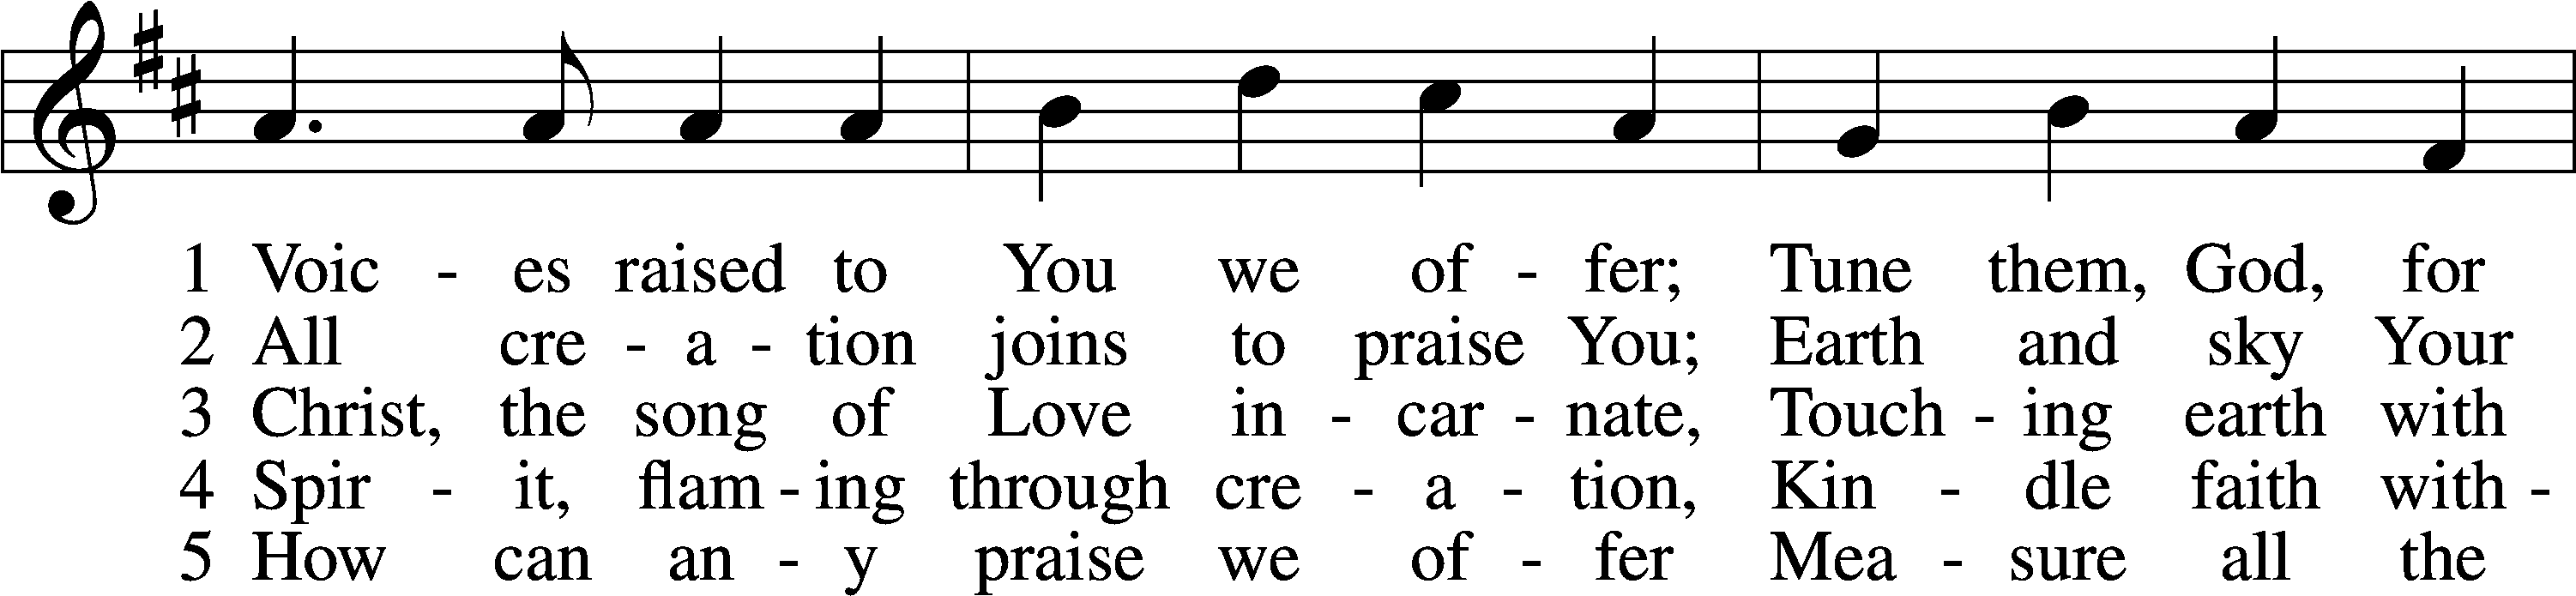 1 Voic - es raised to You we of - fer; Tune them, God, for
2 All cre - a - tion joins to praise You; Earth and sky Your
3 Christ, the song of Love in - car - nate, Touch - ing earth with
4 Spir - it, flam - ing through cre - a - tion, Kin - dle faith with -
5 How can an - y praise we of - fer Mea - sure all the